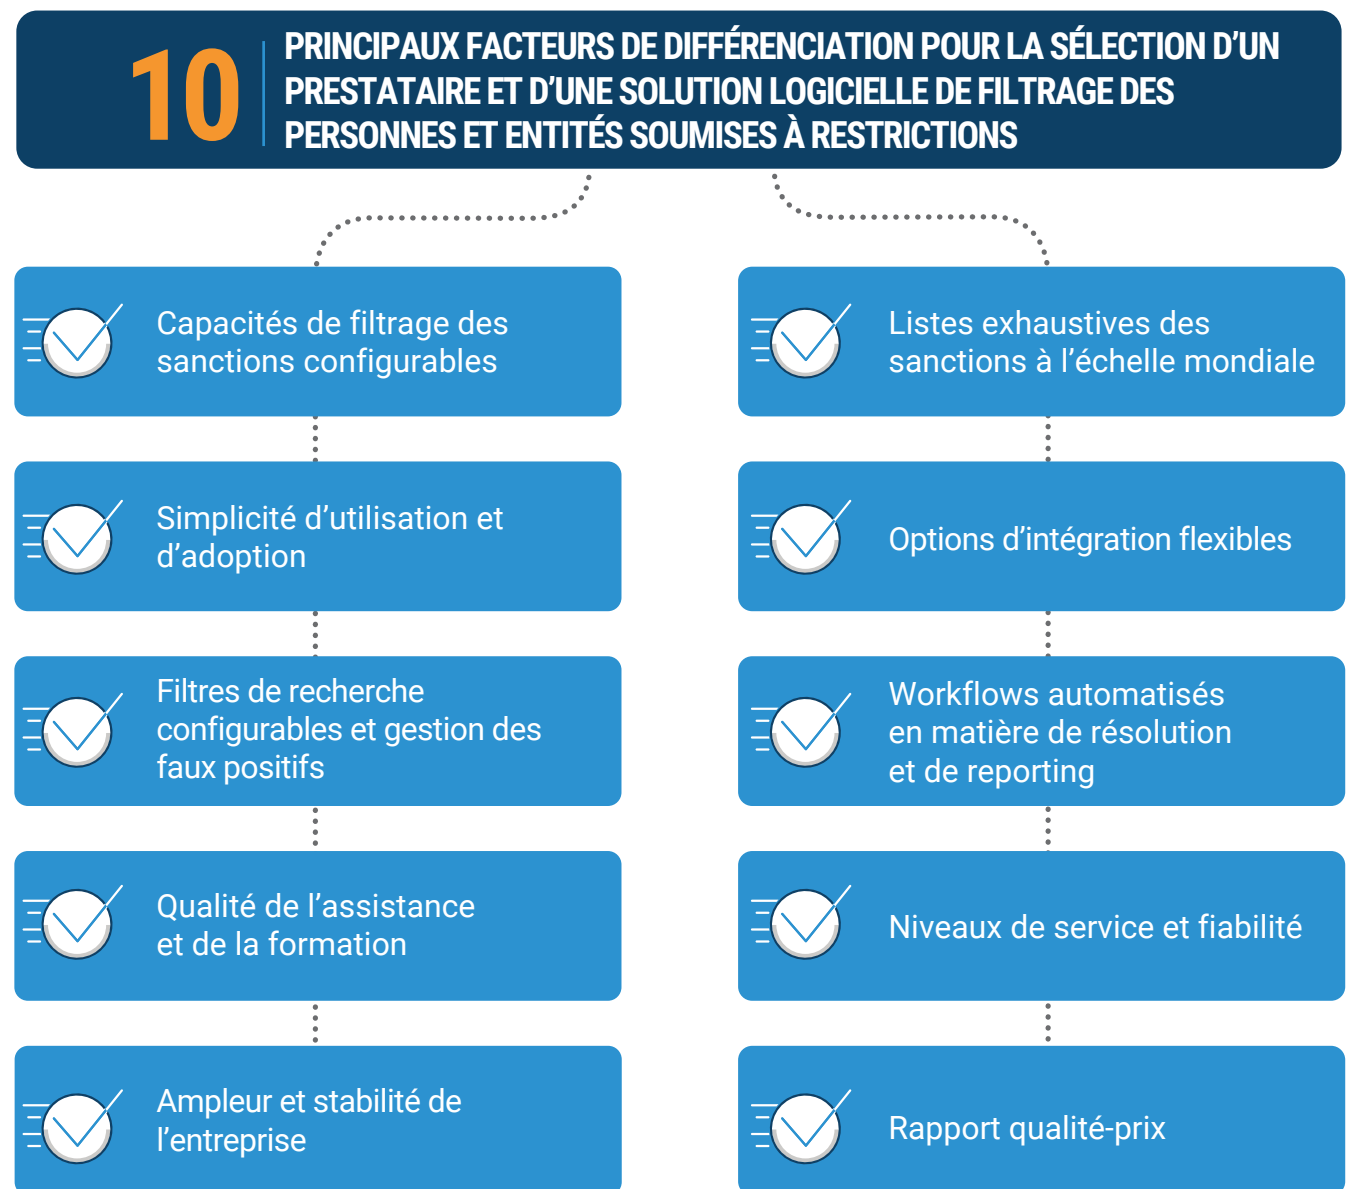 10
PRINCIPAUX FACTEURS DE DIFFÉRENCIATION POUR LA SÉLECTION D’UN
PRESTATAIRE ET D’UNE SOLUTION LOGICIELLE DE FILTRAGE DES
PERSONNES ET ENTITÉS SOUMISES À RESTRICTIONS
Capacités de filtrage des
sanctions configurables
Simplicité d’utilisation et
d’adoption
Filtres de recherche
configurables et gestion des
faux positifs
Qualité de l’assistance
et de la formation
Ampleur et stabilité de
l’entreprise
Listes exhaustives des
sanctions à l’échelle mondiale
Options d’intégration flexibles
Workflows automatisés
en matière de résolution
et de reporting
Niveaux de service et fiabilité
Rapport qualité-prix